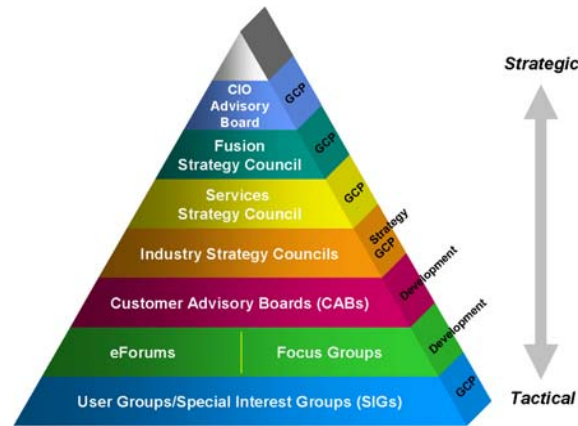 Strategic
CIO
Advisory
Board
GCP
Fusion
Strategy Council
GCP
Services
Strategy Council
GCP
Industry Strategy Councils
Strategy
GCP
Customer Advisory Boards (CABs)
Development
eForums
Focus Groups
Development
User Groups/Special Interest Groups (SIGs)
GCP
Tactical